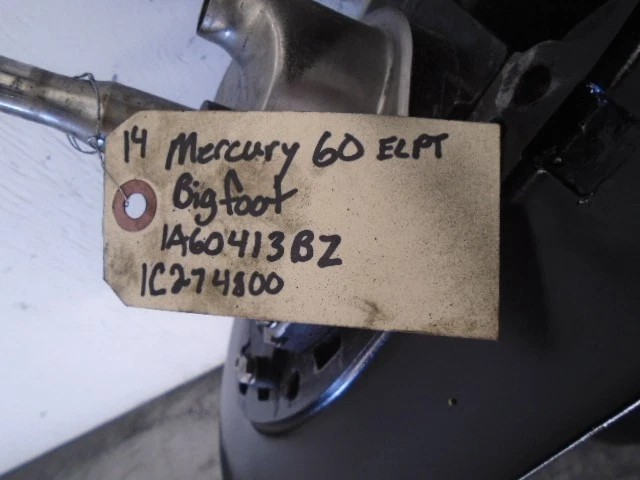 14 Mercury 60 ELPT
Bigfoot
1A60413BZ
1C274800